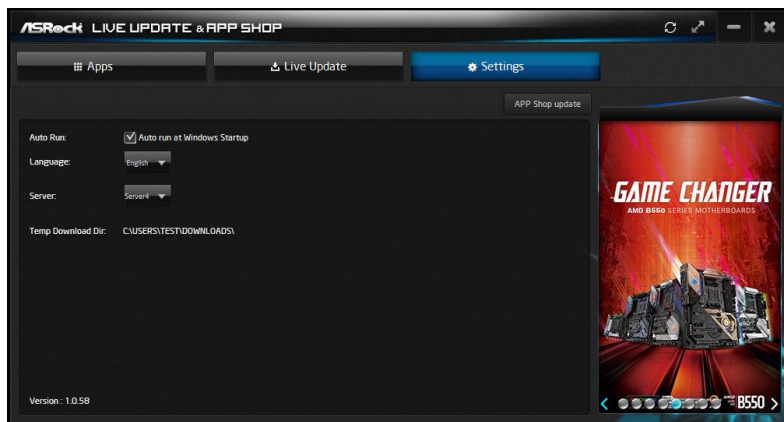 ASRock LIVE UPDATE & APP SHOP
Apps
Live Update
Settings
APP Shop update
Auto Run:
Auto run at Windows Startup
Language:
English
Server:
Server4
Temp Download Dir:
C:\USERS\TEST\DOWNLOADS\
GAME CHANGER
AMD B550 SERIES MOTHERBOARDS
B550
Version : 1.0.58